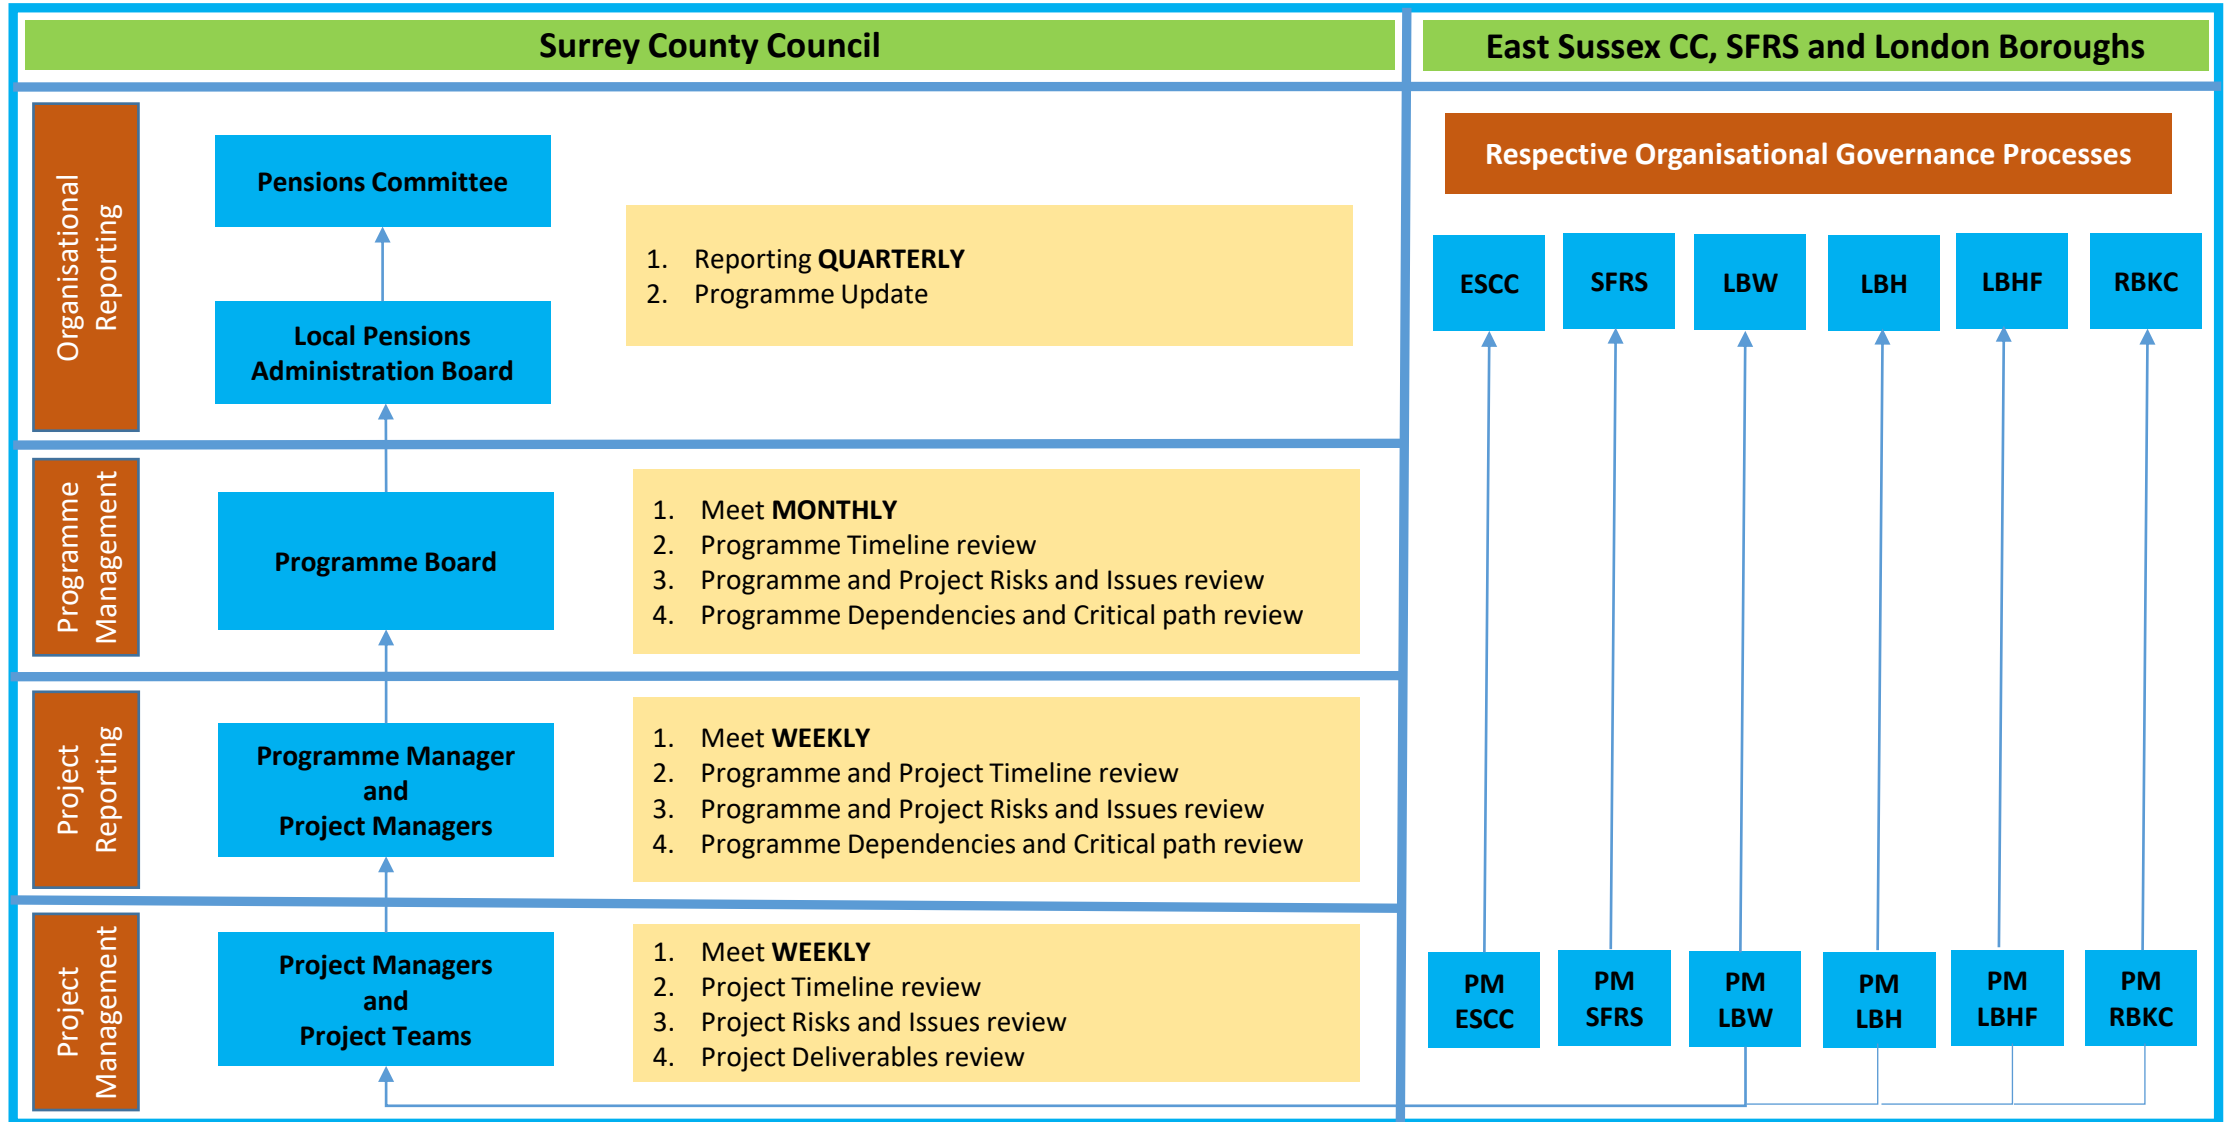 Surrey County Council
East Sussex CC, SFRS and London Boroughs
Organisational
Reporting
Pensions Committee
Local Pensions
Administration Board
1. Reporting QUARTERLY
2. Programme Update
Respective Organisational Governance Processes
ESCC
SFRS
LBW
LBH
LBHF
RBKC
Programme
Management
Programme Board
1. Meet MONTHLY
2. Programme Timeline review
3. Programme and Project Risks and Issues review
4. Programme Dependencies and Critical path review
Project
Reporting
Programme Manager
and
Project Managers
1. Meet WEEKLY
2. Programme and Project Timeline review
3. Programme and Project Risks and Issues review
4. Programme Dependencies and Critical path review
Project
Management
Project Managers
and
Project Teams
1. Meet WEEKLY
2. Project Timeline review
3. Project Risks and Issues review
4. Project Deliverables review
PM
ESCC
PM
SFRS
PM
LBW
PM
LBH
PM
LBHF
PM
RBKC